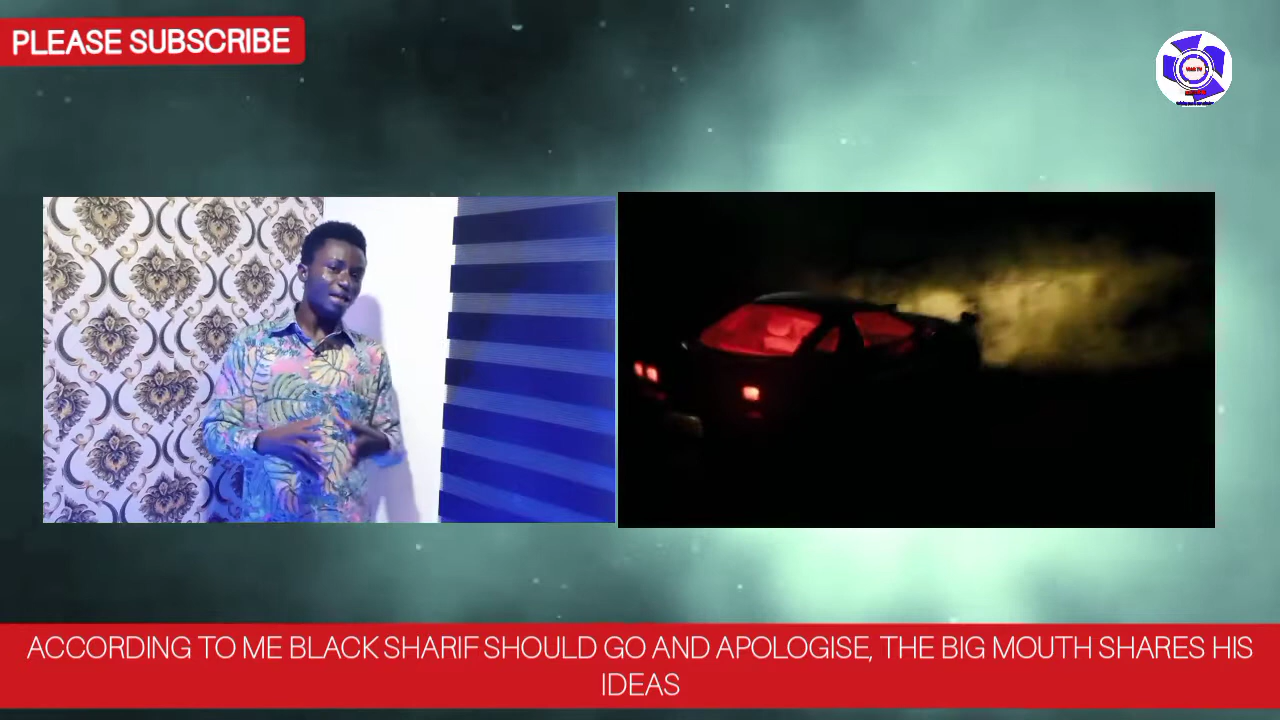 PLEASE SUBSCRIBE
ACCORDING TO ME BLACK SHARIF SHOULD GO AND APOLOGISE, THE BIG MOUTH SHARES HIS
IDEAS